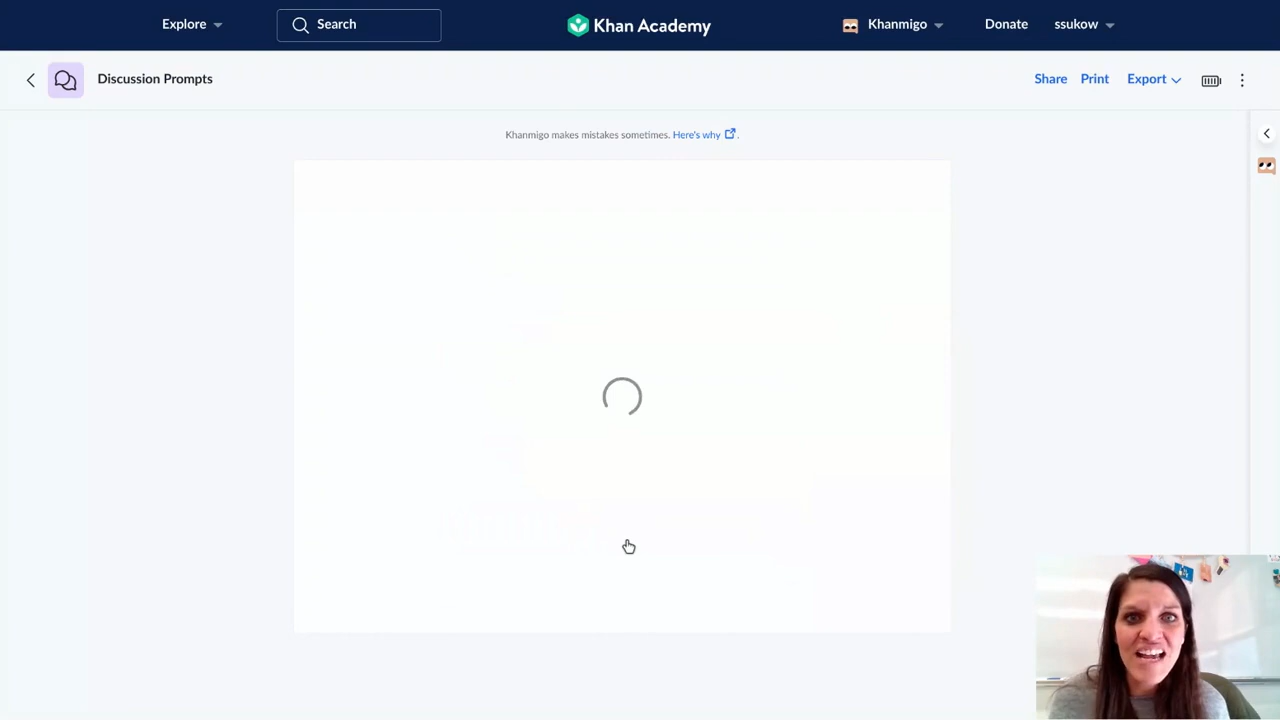 Explore
Search
Khan Academy
Khanmigo
Donate
ssukow
Discussion Prompts
Share
Print
Export
Khanmigo makes mistakes sometimes. Here's why.